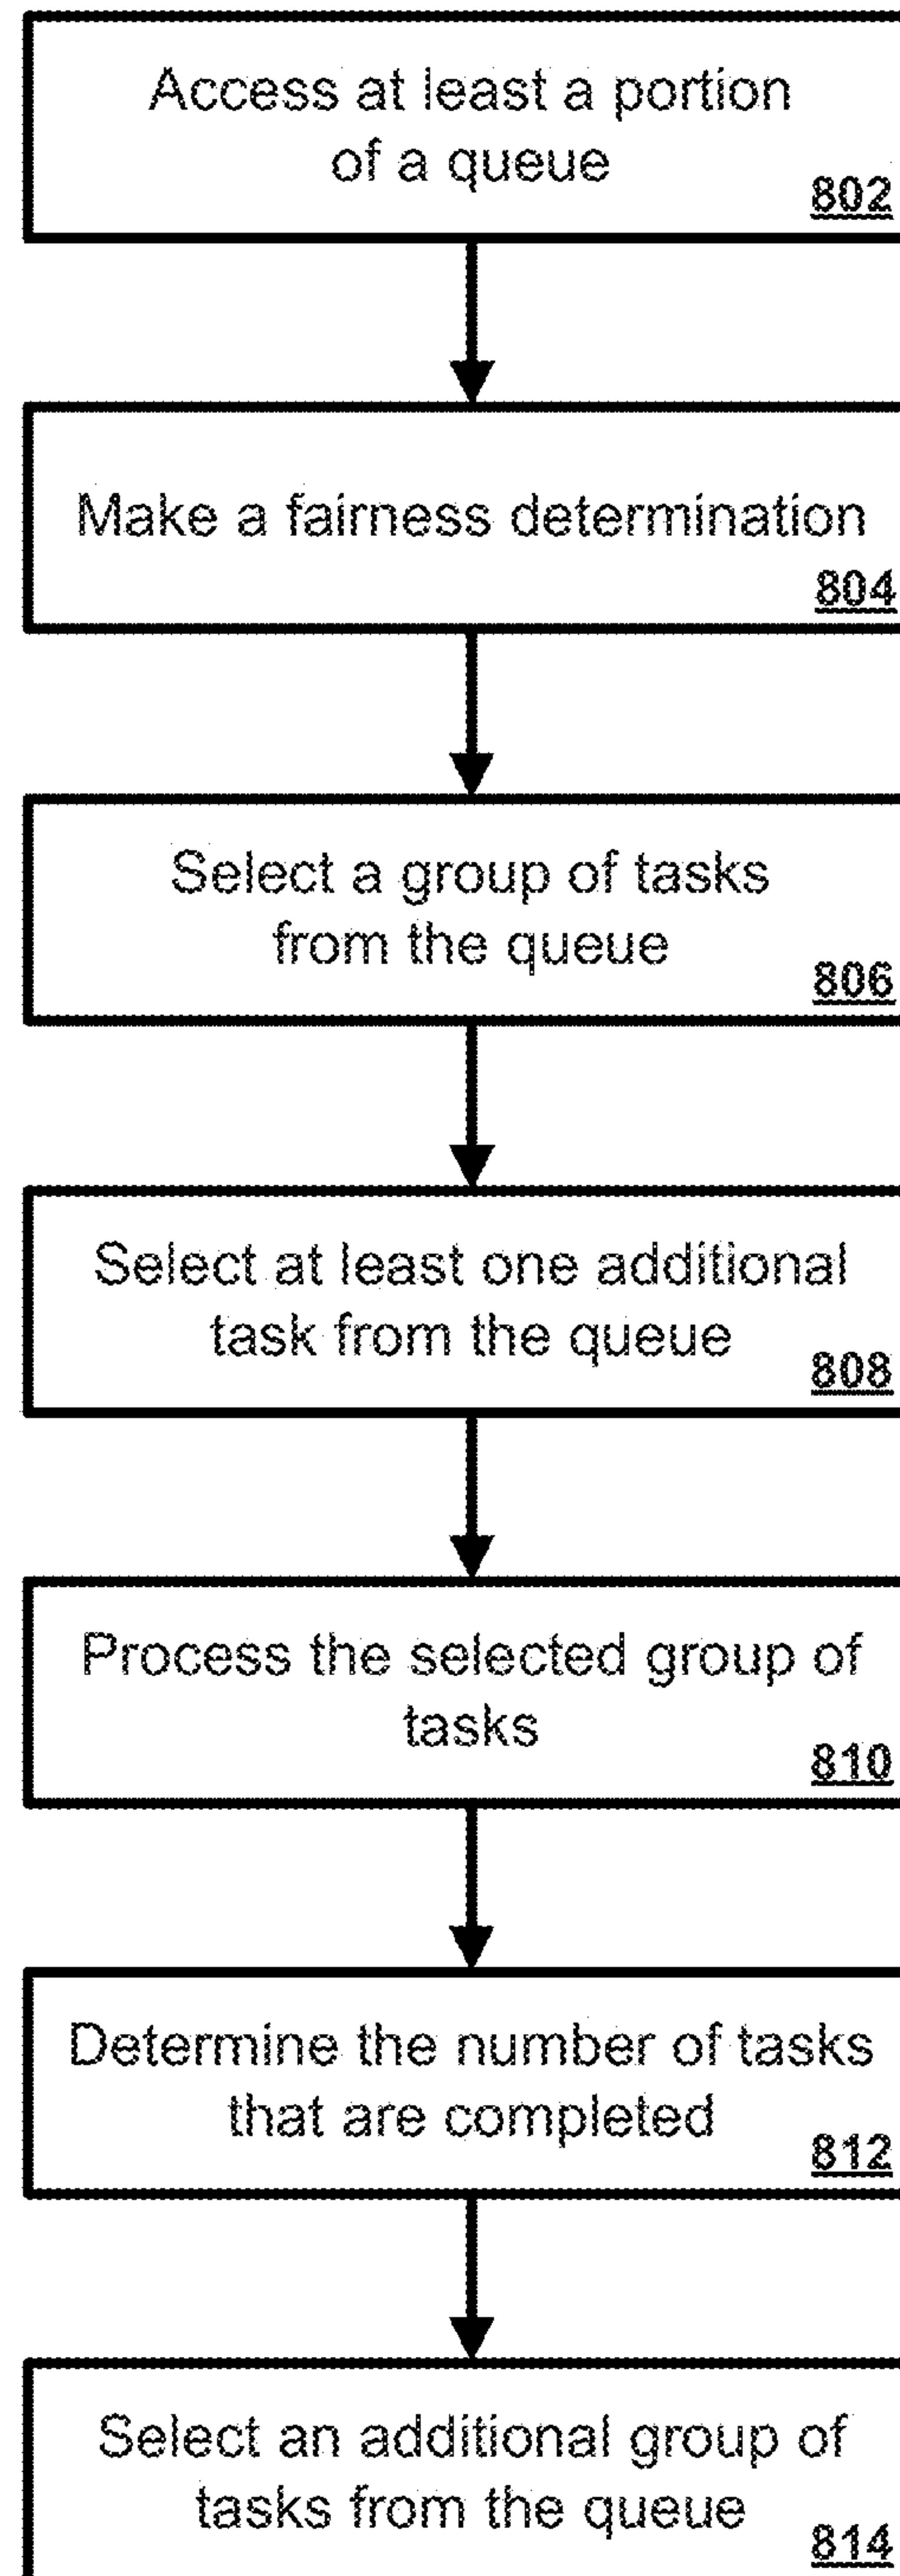 Access at least a portion
of a queue
802
Make a fairness determination
804
Select a group of tasks
from the queue
806
Select at least one additional
task from the queue
808
Process the selected group of
tasks
810
Determine the number of tasks
that are completed
812
Select an additional group of
tasks from the queue
814